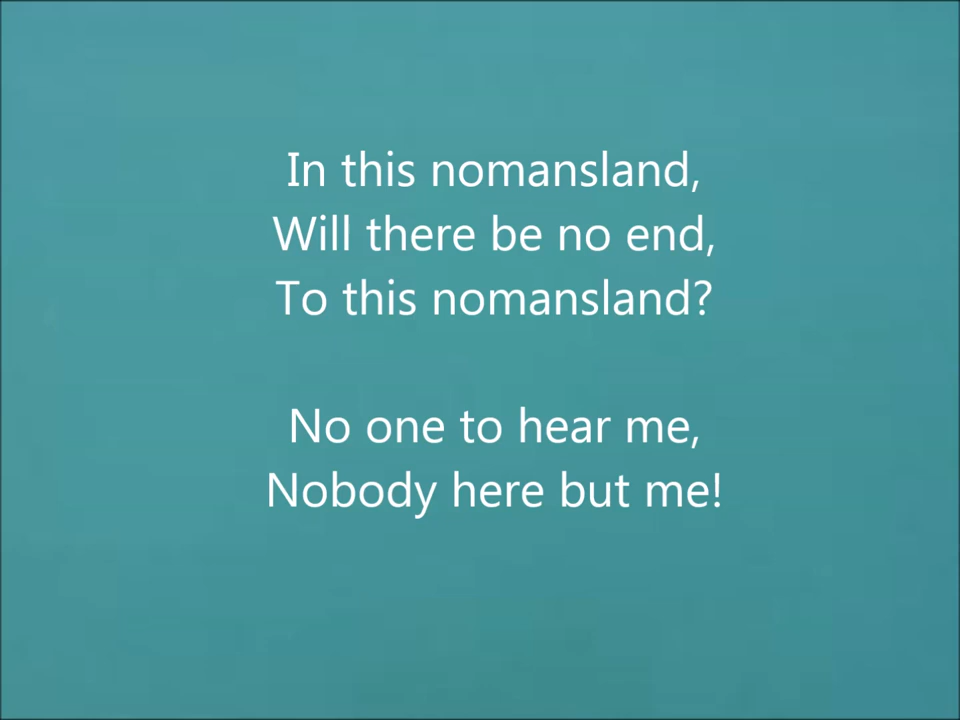 In this nomansland,
Will there be no end,
To this nomansland?
No one to hear me,
Nobody here but me!